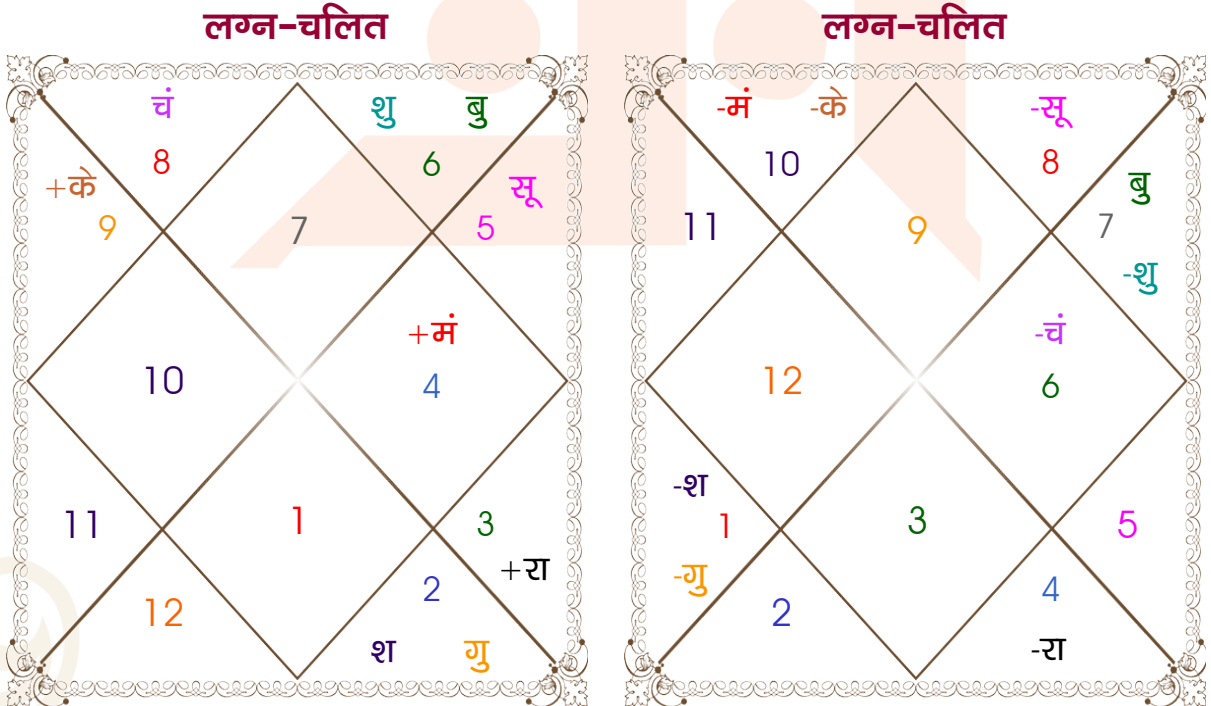 लग्न-चलित
चं
शु बु
8
6
+के
सू
9
7
5
+मं
10
4
11
1
3
+रा
12
2
श गु
लग्न-चलित
-मं -के
-सू
10
8
बु
11
9
7
-शु
-चं
12
6
-श
1
3
5
-गु
2
4
-रा